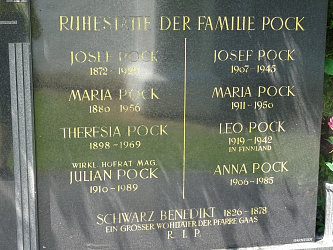 RUHESTÄTTE DER FAMILIE POCK
JOSEF POCK
1872-1926
MARIA POCK
1880-1956
THERESIA POCK
1898-1969
WIRKL. HOFRAT MAG.
JULIAN POCK
1910-1989
JOSEF POCK
1907-1945
MARIA POCK
1911-1950
LEO POCK
1919-1942
IN FINNLAND
ANNA POCK
1906-1985
SCHWARZ BENEDIKT 1826-1878
EIN GROSSER WOHLTÄTER DER PFARRE GAAS
R. I. P.